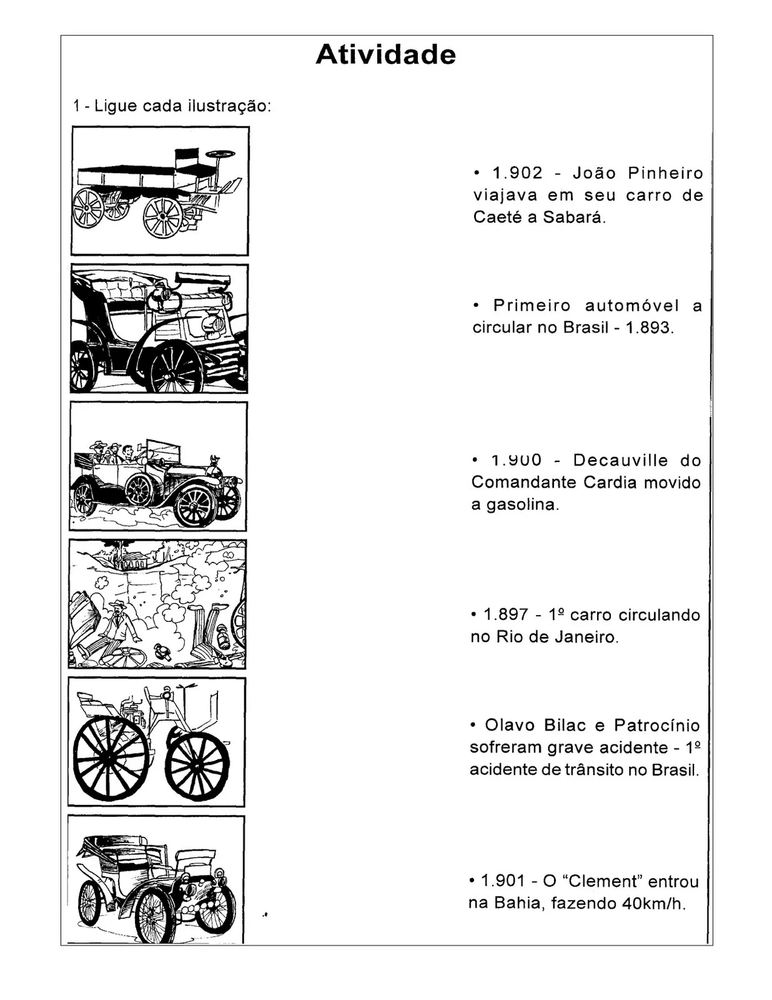 Atividade
1 - Ligue cada ilustração:
• 1.902 - João Pinheiro
viajava em seu carro de
Caeté a Sabará.
• Primeiro automóvel a
circular no Brasil - 1.893.
• 1.900 - Decauville do
Comandante Cardia movido
a gasolina.
• 1.897 - 1º carro circulando
no Rio de Janeiro.
• Olavo Bilac e Patrocínio
sofreram grave acidente - 1º
acidente de trânsito no Brasil.
• 1.901 - O “Clement” entrou
na Bahia, fazendo 40km/h.